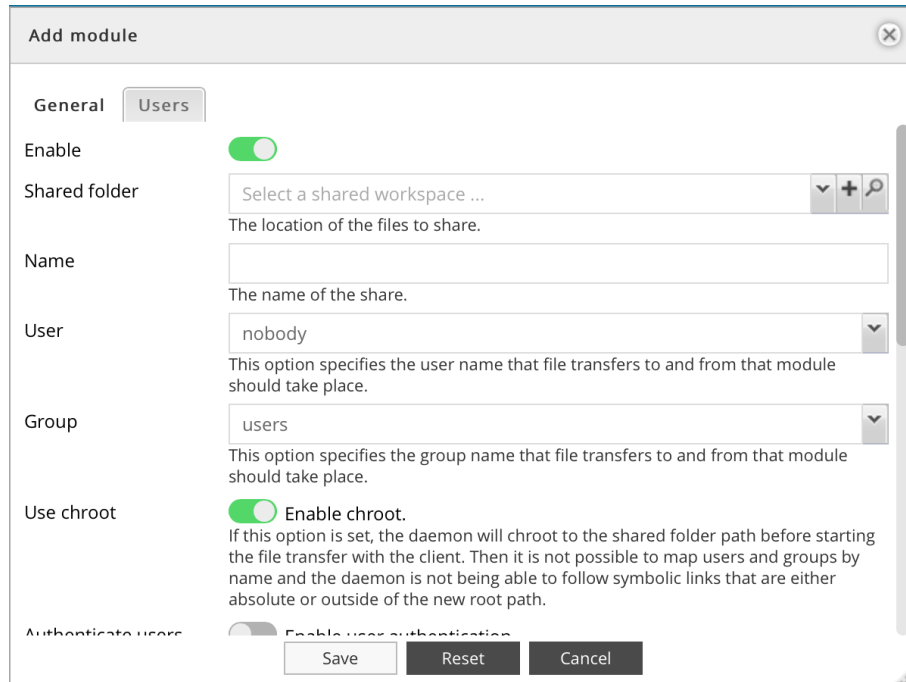 Add module
General Users
Enable
Shared folder Select a shared workspace ...
The location of the files to share.
Name
The name of the share.
User nobody
This option specifies the user name that file transfers to and from that module
should take place.
Group users
This option specifies the group name that file transfers to and from that module
should take place.
Use chroot Enable chroot.
If this option is set, the daemon will chroot to the shared folder path before starting
the file transfer with the client. Then it is not possible to map users and groups by
name and the daemon is not being able to follow symbolic links that are either
absolute or outside of the new root path.
Authenticate users Enable user authentication
Save Reset Cancel